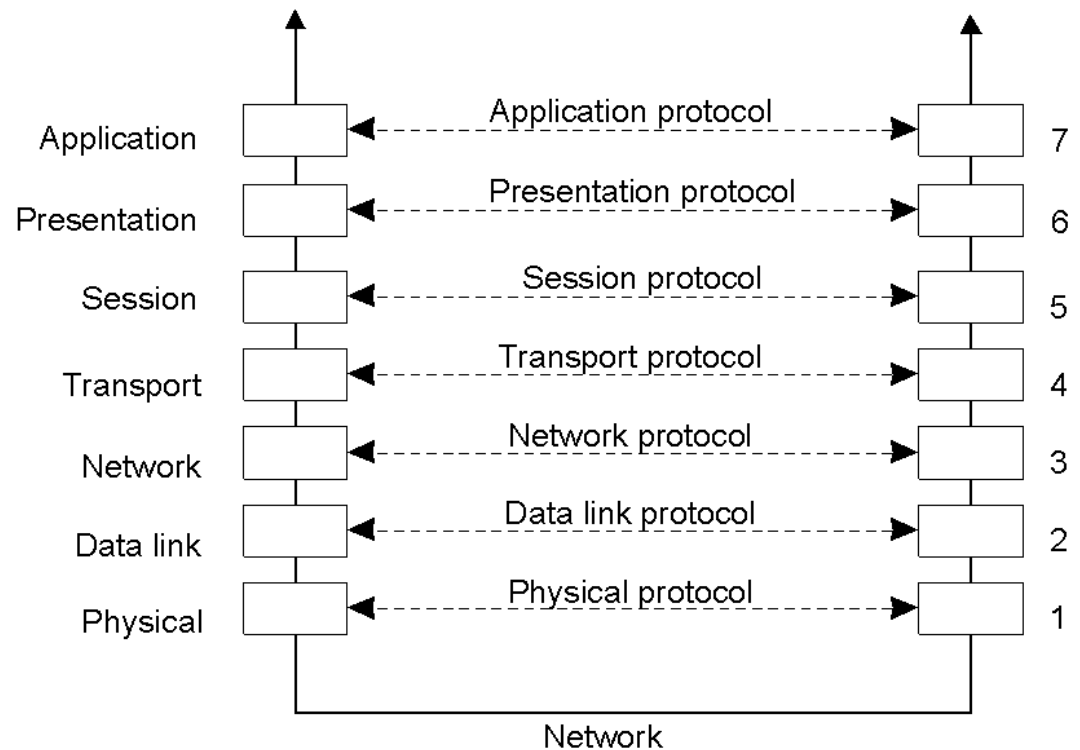 Application
Application protocol
7
Presentation
Presentation protocol
6
Session
Session protocol
5
Transport
Transport protocol
4
Network
Network protocol
3
Data link
Data link protocol
2
Physical
Physical protocol
1
Network